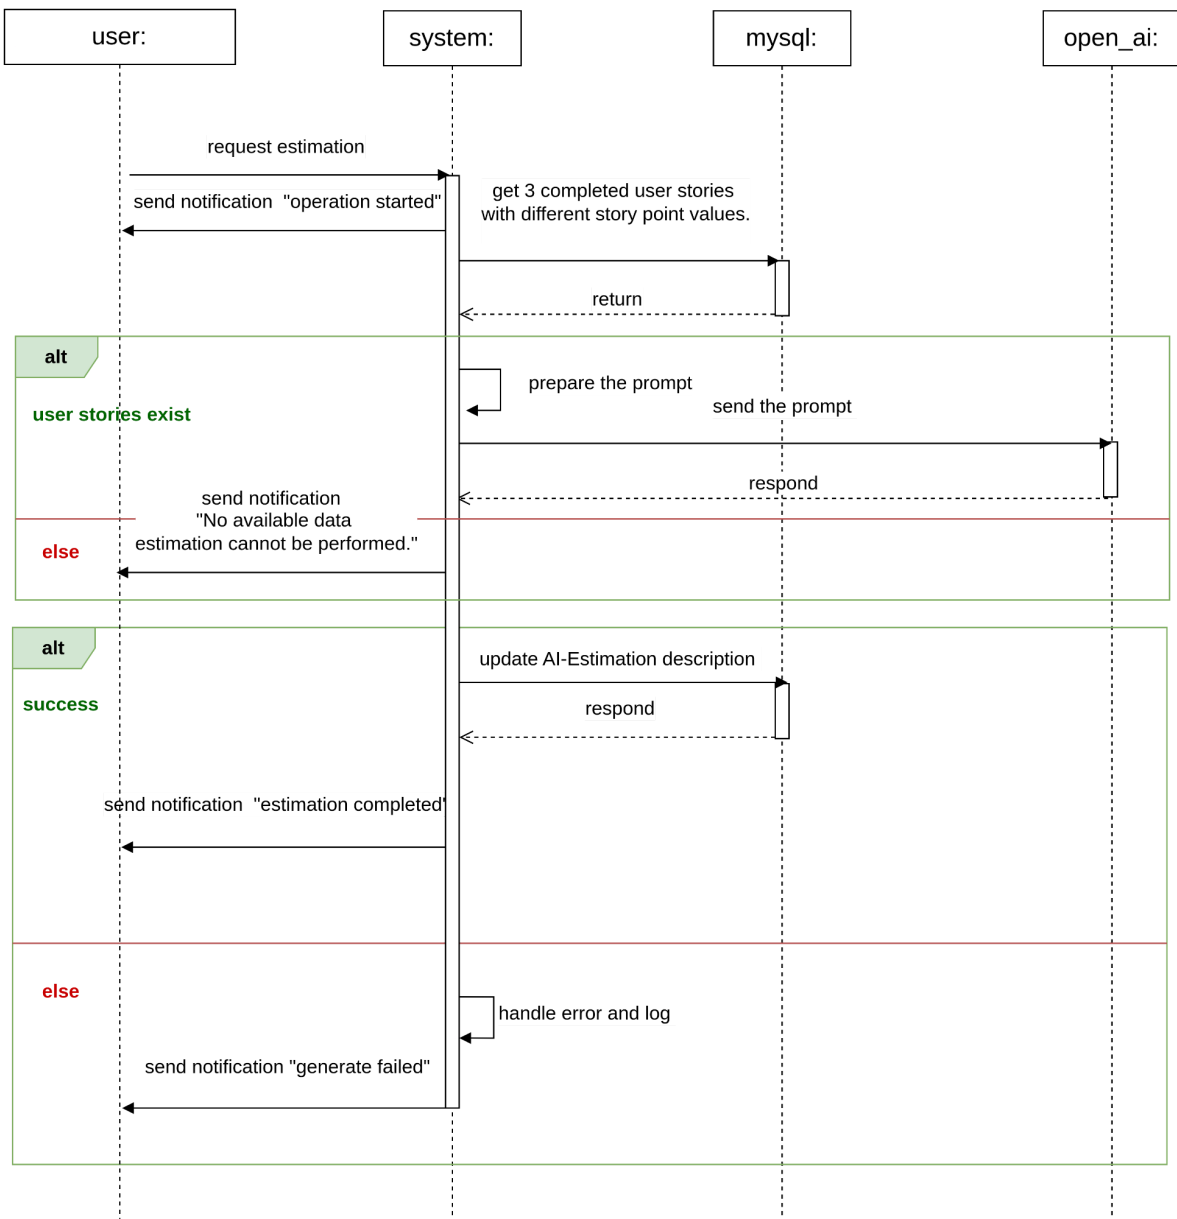 user:
system:
mysql:
open_ai:
request estimation
send notification  "operation started"
get 3 completed user stories
with different story point values.
return
alt
prepare the prompt
user stories exist
send the prompt
respond
send notification
"No available data
estimation cannot be performed."
else
alt
update AI-Estimation description
success
respond
send notification  "estimation completed"
else
handle error and log
send notification "generate failed"